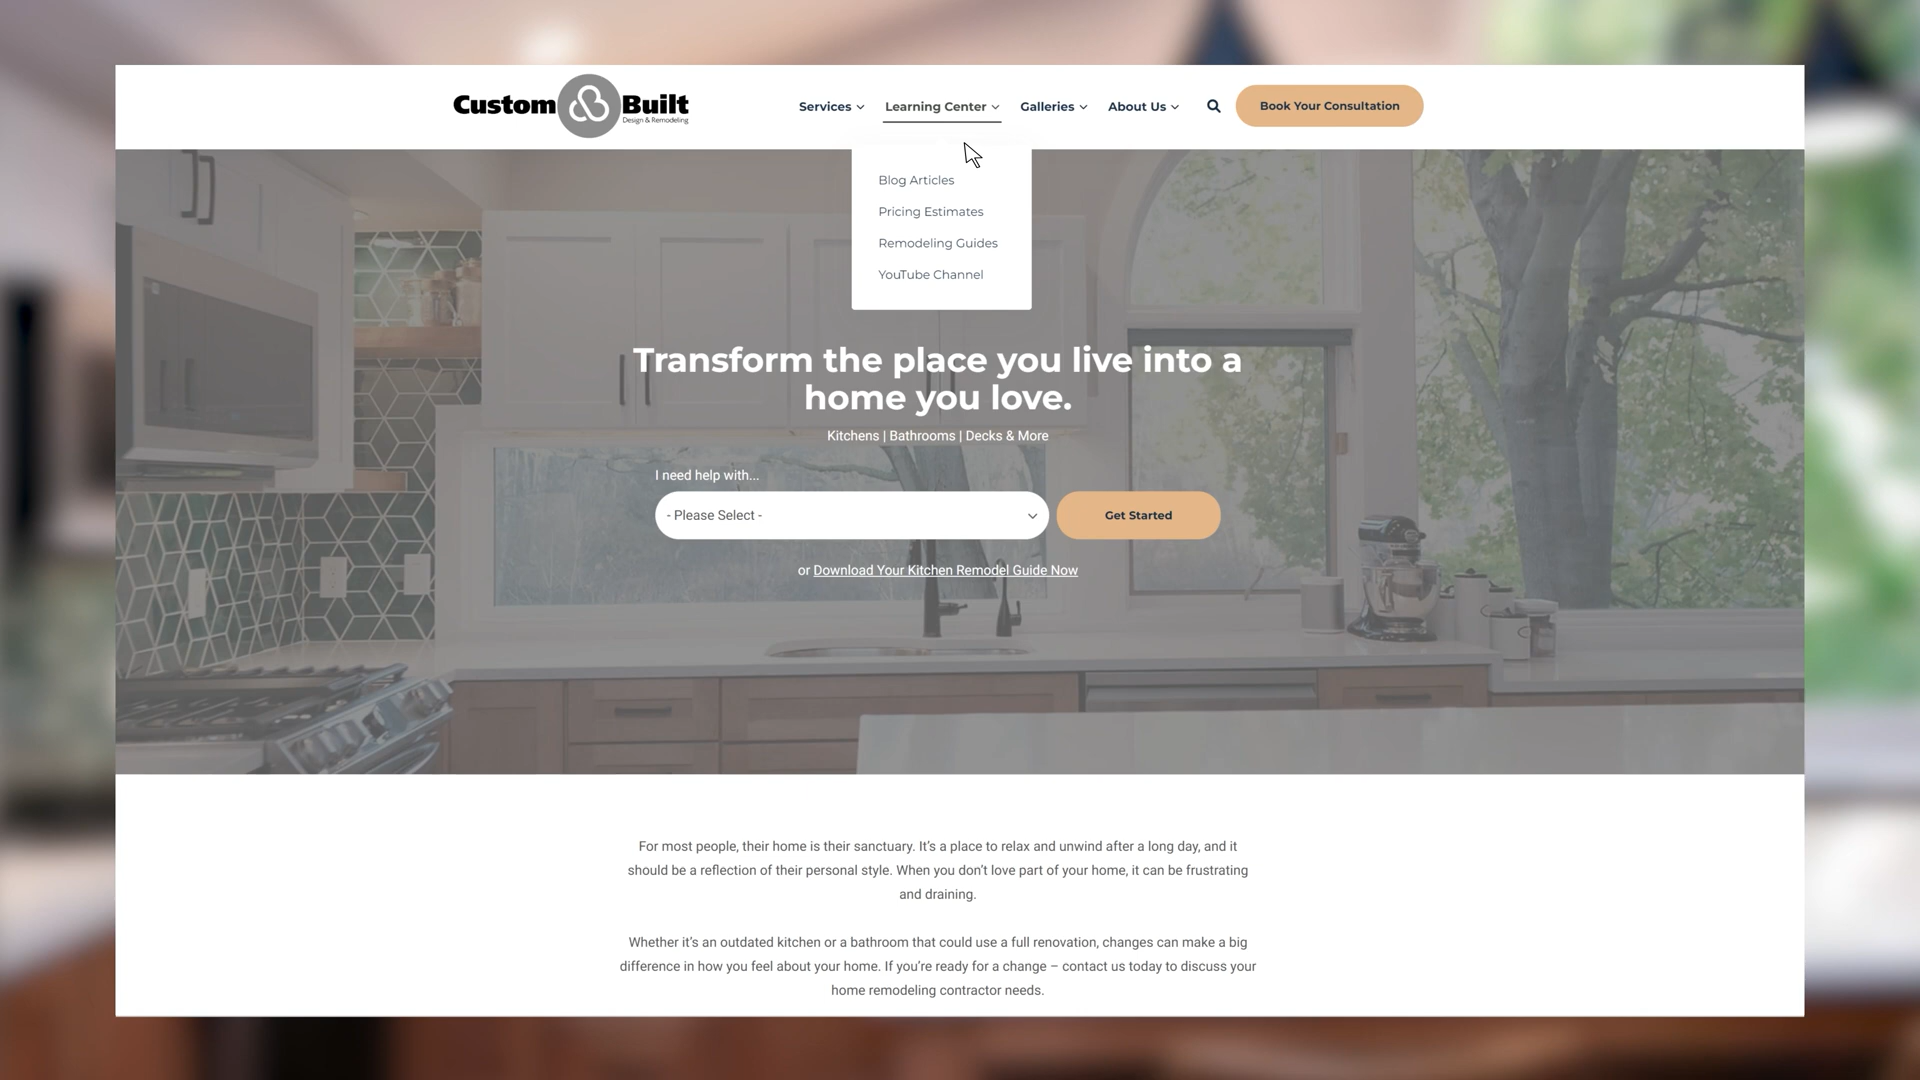 Custom Built
Design & Remodeling
Services
Learning Center
Galleries
About Us
Book Your Consultation
Blog Articles
Pricing Estimates
Remodeling Guides
YouTube Channel
Transform the place you live into a
home you love.
Kitchens | Bathrooms | Decks & More
I need help with...
- Please Select -
Get Started
or Download Your Kitchen Remodel Guide Now
For most people, their home is their sanctuary. It’s a place to relax and unwind after a long day, and it
should be a reflection of their personal style. When you don’t love part of your home, it can be frustrating
and draining.
Whether it’s an outdated kitchen or a bathroom that could use a full renovation, changes can make a big
difference in how you feel about your home. If you’re ready for a change – contact us today to discuss your
home remodeling contractor needs.